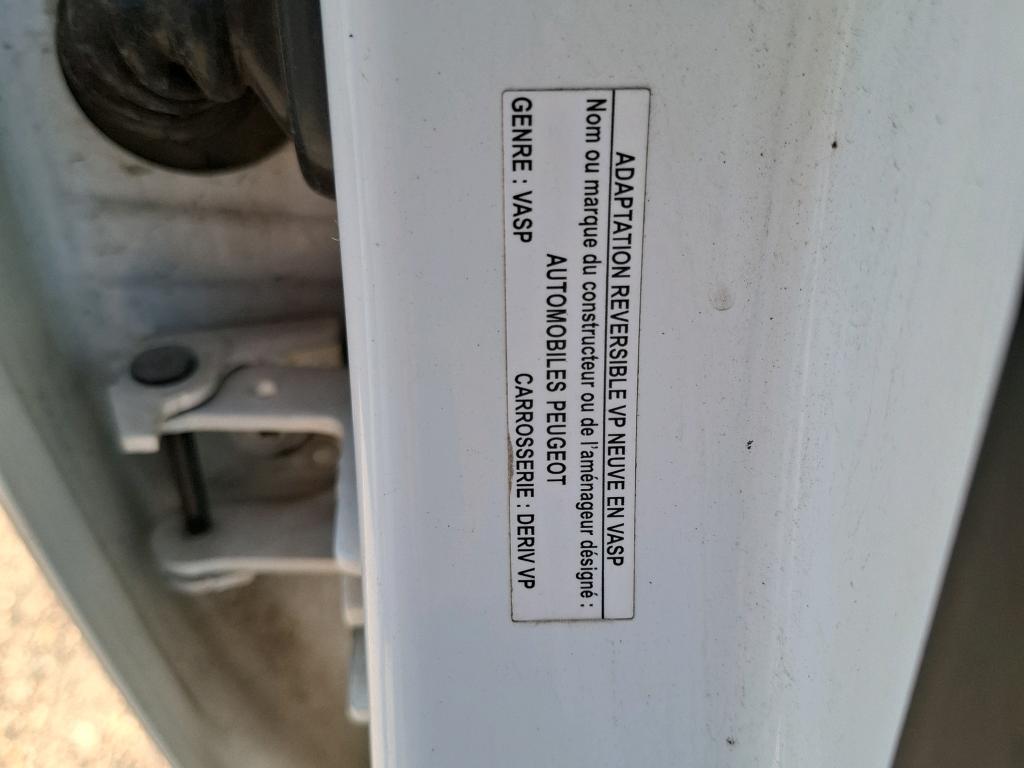 ADAPTATION REVERSIBLE VP NEUVE EN VASP
Nom ou marque du constructeur ou de l'aménageur désigné :
AUTOMOBILES PEUGEOT
GENRE : VASP CARROSSERIE : DERIV VP